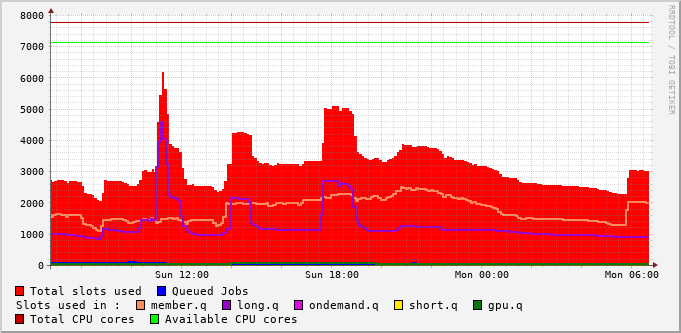 8000
7000
6000
5000
4000
3000
2000
1000
0
Sun 12:00 Sun 18:00 Mon 00:00 Mon 06:00
RRDTOOL / TOBI OETIKER
Total slots used Queued Jobs
Slots used in : member.q long.q ondemand.q short.q gpu.q
Total CPU cores Available CPU cores